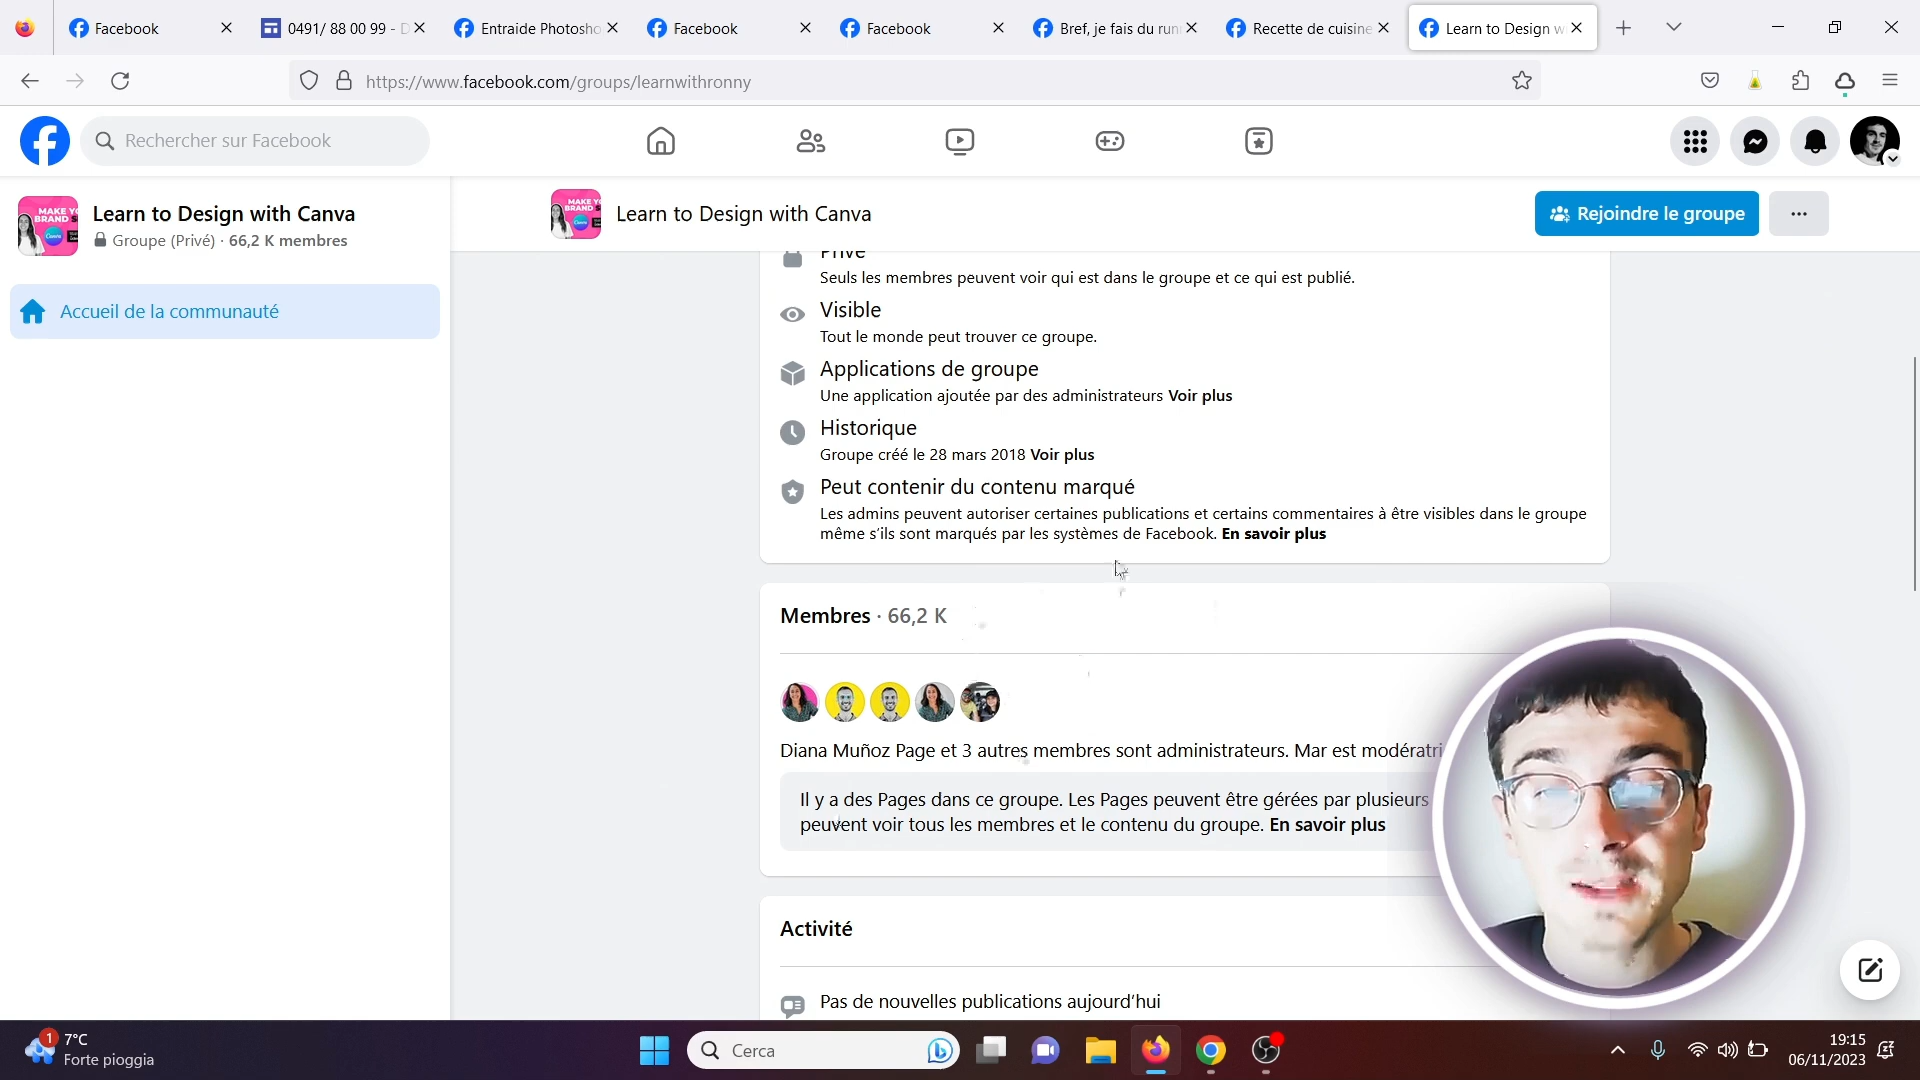 Facebook
0491/ 88 00 99 - D
Entraide Photosho
Facebook
Facebook
Bref, je fais du run
Recette de cuisine
Learn to Design w
https://www.facebook.com/groups/learnwithronny
Rechercher sur Facebook
Learn to Design with Canva
Groupe (Privé) · 66,2 K membres
Accueil de la communauté
Learn to Design with Canva
Rejoindre le groupe
Privé
Seuls les membres peuvent voir qui est dans le groupe et ce qui est publié.
Visible
Tout le monde peut trouver ce groupe.
Applications de groupe
Une application ajoutée par des administrateurs Voir plus
Historique
Groupe créé le 28 mars 2018 Voir plus
Peut contenir du contenu marqué
Les admins peuvent autoriser certaines publications et certains commentaires à être visibles dans le groupe
même s'ils sont marqués par les systèmes de Facebook. En savoir plus
Membres · 66,2 K
Diana Muñoz Page et 3 autres membres sont administrateurs. Mar est modératri
Il y a des Pages dans ce groupe. Les Pages peuvent être gérées par plusieurs
peuvent voir tous les membres et le contenu du groupe. En savoir plus
Activité
Pas de nouvelles publications aujourd'hui
1
7°C
Forte pioggia
Cerca
19:15
06/11/2023